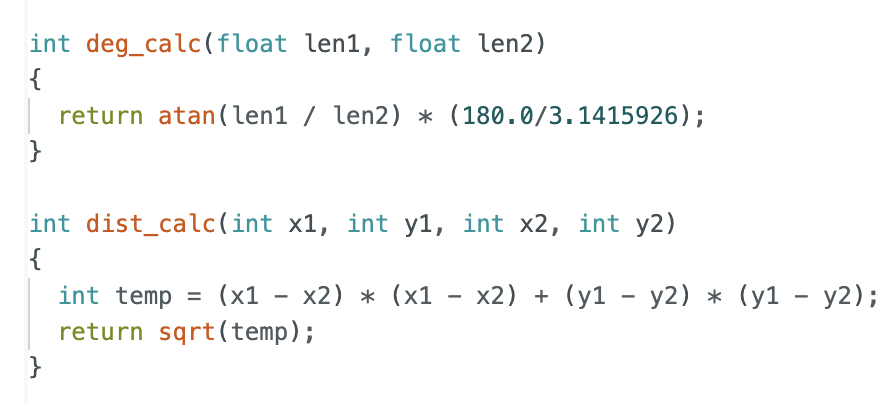 int deg_calc(float len1, float len2)
{
  return atan(len1 / len2) * (180.0/3.1415926);
}

int dist_calc(int x1, int y1, int x2, int y2)
{
  int temp = (x1 - x2) * (x1 - x2) + (y1 - y2) * (y1 - y2);
  return sqrt(temp);
}